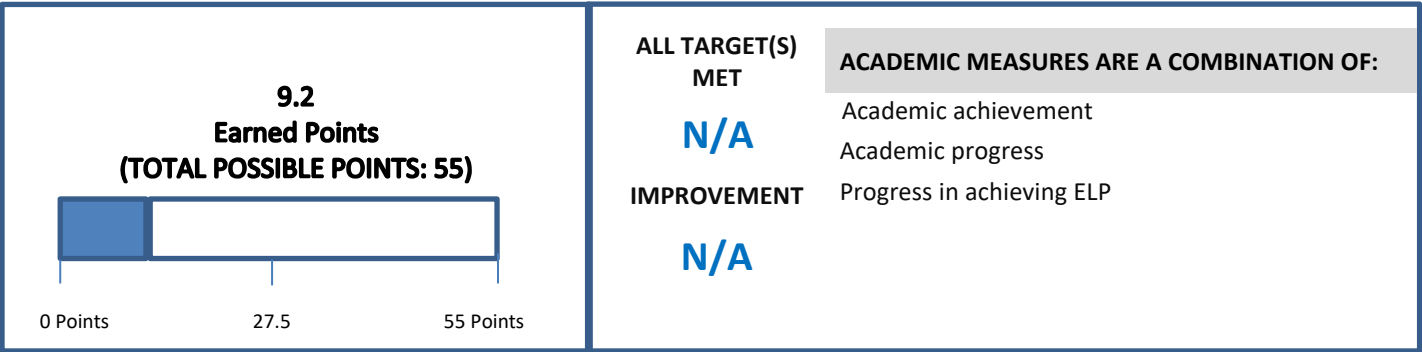 9.2
Earned Points
(TOTAL POSSIBLE POINTS: 55)
0 Points
27.5
55 Points
ALL TARGET(S)
MET
N/A
IMPROVEMENT
N/A
ACADEMIC MEASURES ARE A COMBINATION OF:
Academic achievement
Academic progress
Progress in achieving ELP